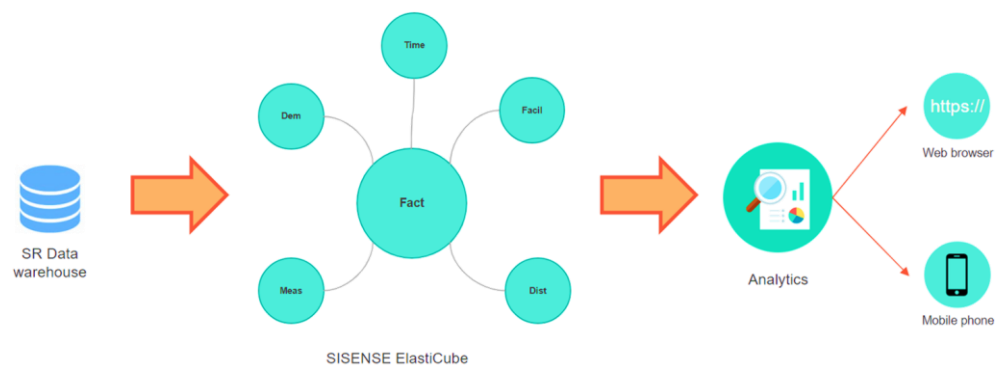 SR Data
warehouse
Time
Dem
Facil
Fact
Meas
Dist
SISENSE ElastiCube
Analytics
https://
Web browser
Mobile phone